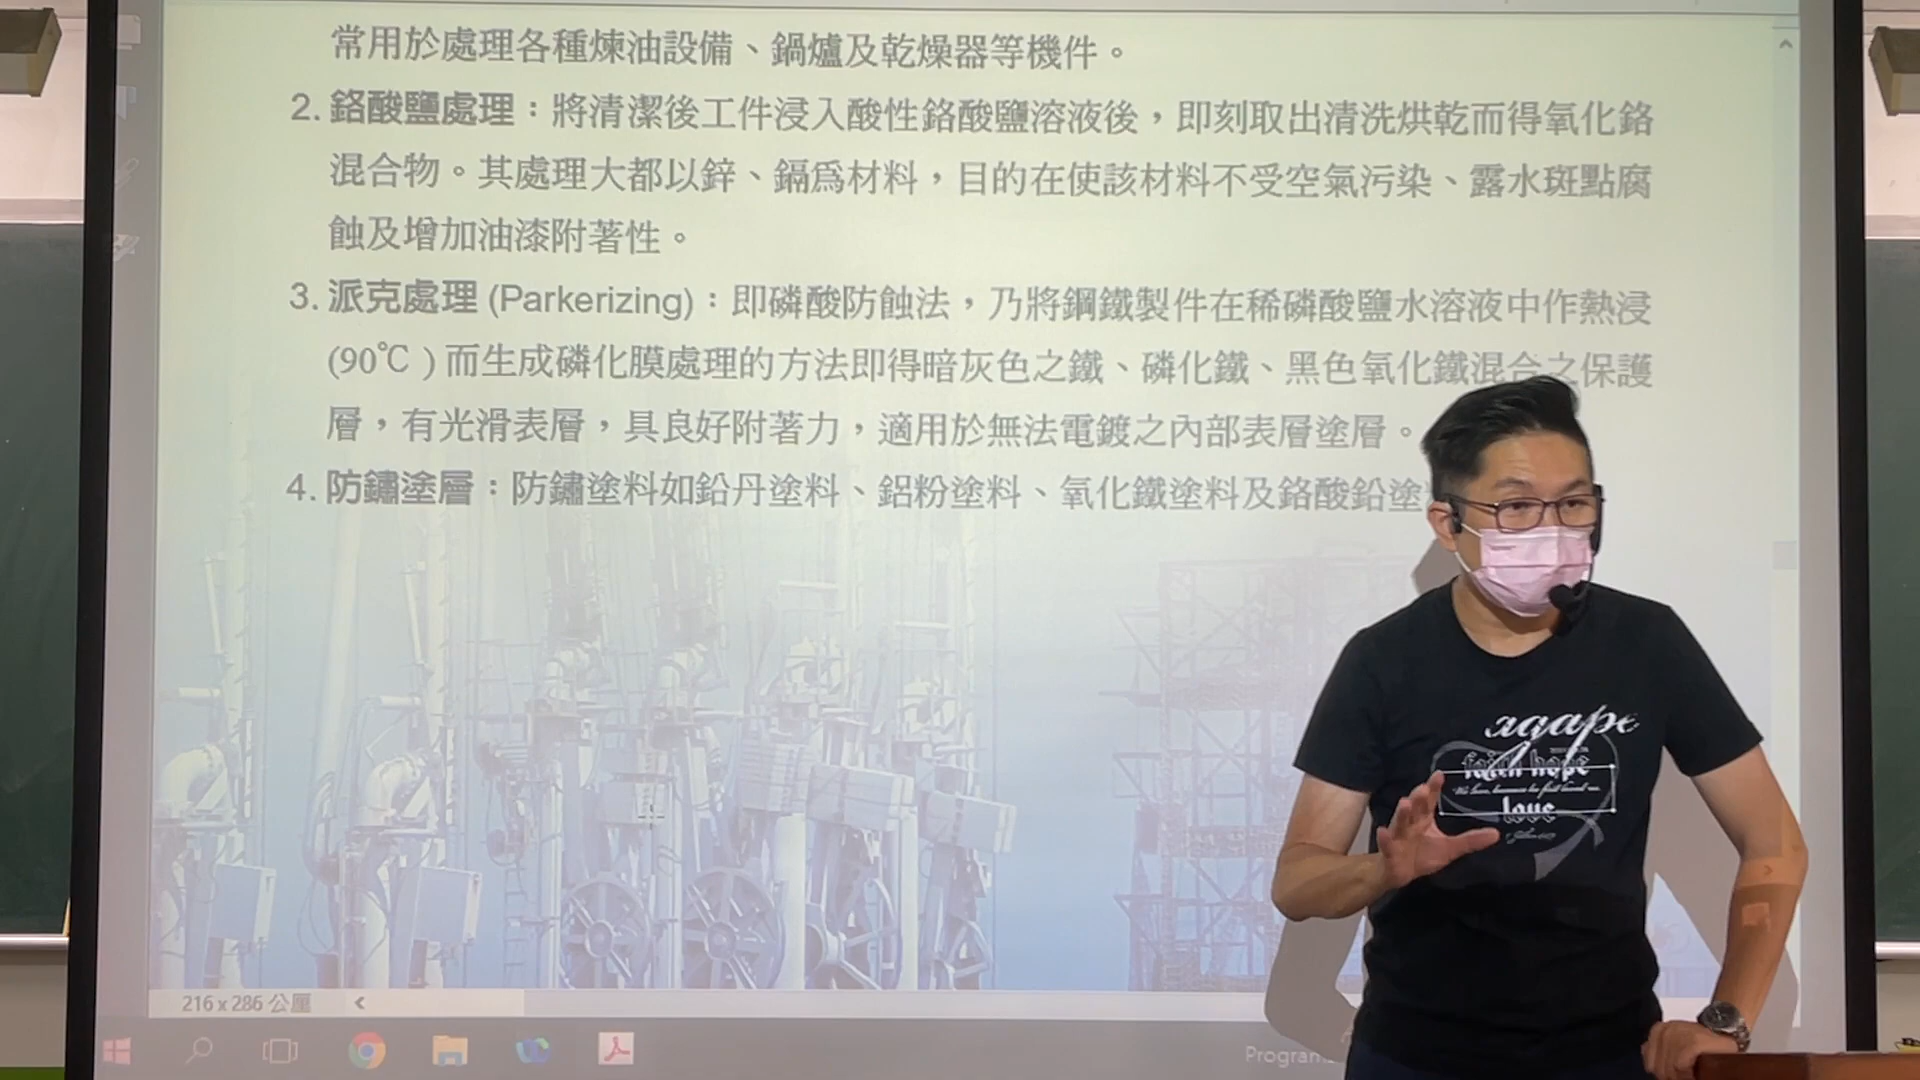 常用於處理各種煉油設備、鍋爐及乾燥器等機件。
2. 鉻酸鹽處理：將清潔後工件浸入酸性鉻酸鹽溶液後，即刻取出清洗烘乾而得氧化鉻
混合物。其處理大都以鋅、鎘為材料，目的在使該材料不受空氣污染、露水斑點腐
蝕及增加油漆附著性。
3. 派克處理 (Parkerizing)：即磷酸防蝕法，乃將鋼鐵製件在稀磷酸鹽水溶液中作熱浸
(90℃ ) 而生成磷化膜處理的方法即得暗灰色之鐵、磷化鐵、黑色氧化鐵混合之保護
層，有光滑表層，具良好附著力，適用於無法電鍍之內部表層塗層。
4. 防鏽塗層：防鏽塗料如鉛丹塗料、鋁粉塗料、氧化鐵塗料及鉻酸鉛塗
agape
faith hope
love
216 x 286 公厘
Program